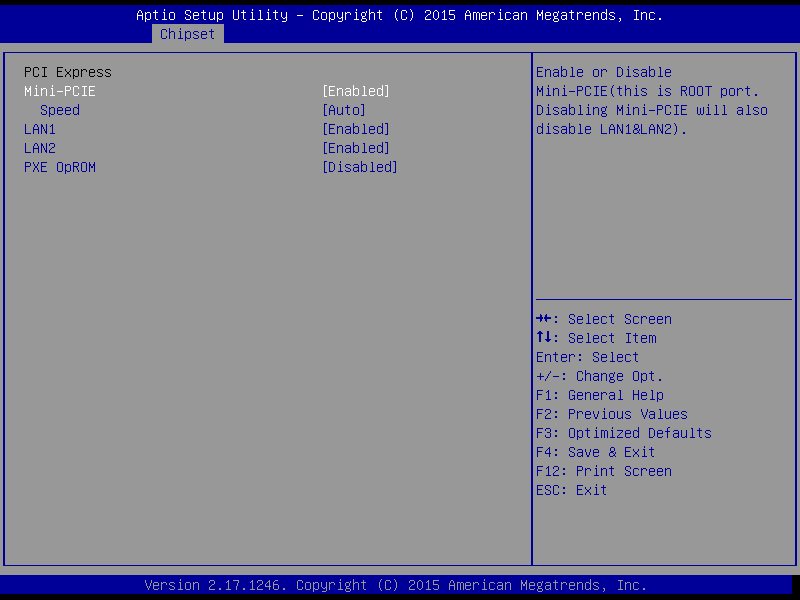 Aptio Setup Utility – Copyright (C) 2015 American Megatrends, Inc.
Chipset
PCI Express
Mini-PCIE [Enabled]
Speed [Auto]
LAN1 [Enabled]
LAN2 [Enabled]
PXE OpROM [Disabled]
Enable or Disable
Mini-PCIE(this is ROOT port.
Disabling Mini-PCIE will also
disable LAN1&LAN2).
→←: Select Screen
↑↓: Select Item
Enter: Select
+/-: Change Opt.
F1: General Help
F2: Previous Values
F3: Optimized Defaults
F4: Save & Exit
F12: Print Screen
ESC: Exit
Version 2.17.1246. Copyright (C) 2015 American Megatrends, Inc.